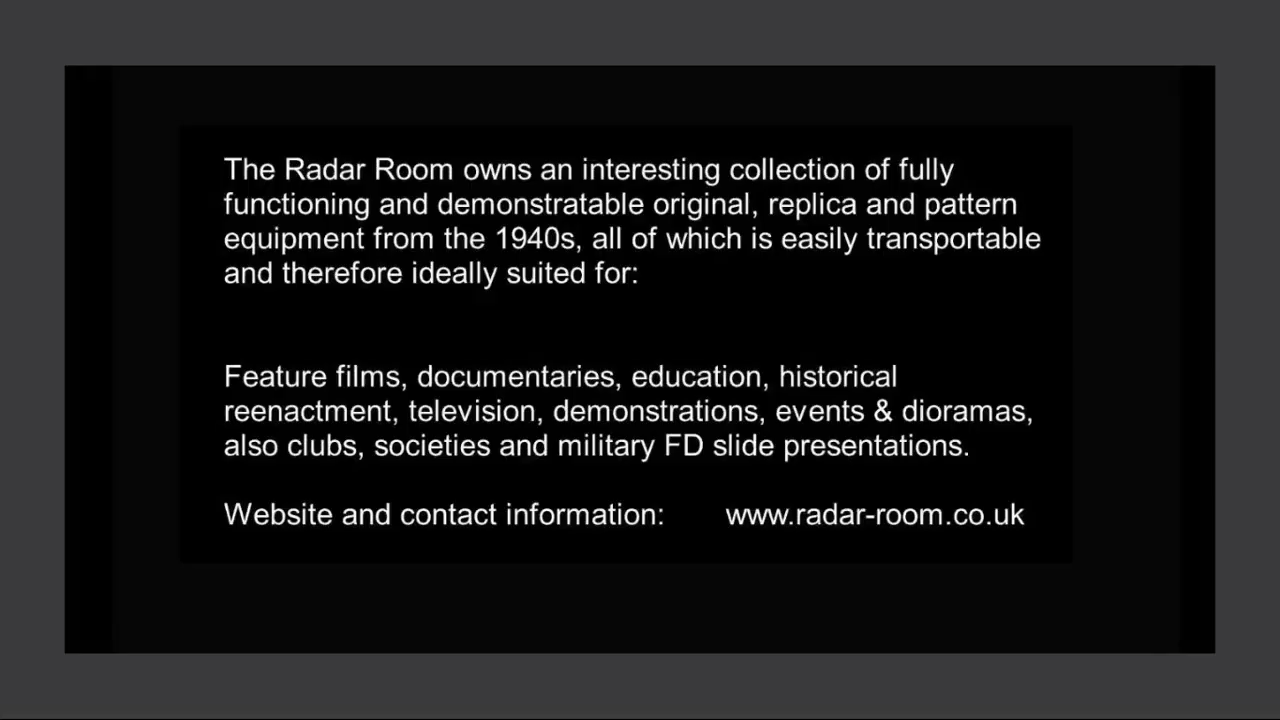 The Radar Room owns an interesting collection of fully
functioning and demonstratable original, replica and pattern
equipment from the 1940s, all of which is easily transportable
and therefore ideally suited for:
Feature films, documentaries, education, historical
reenactment, television, demonstrations, events & dioramas,
also clubs, societies and military FD slide presentations.
Website and contact information: www.radar-room.co.uk